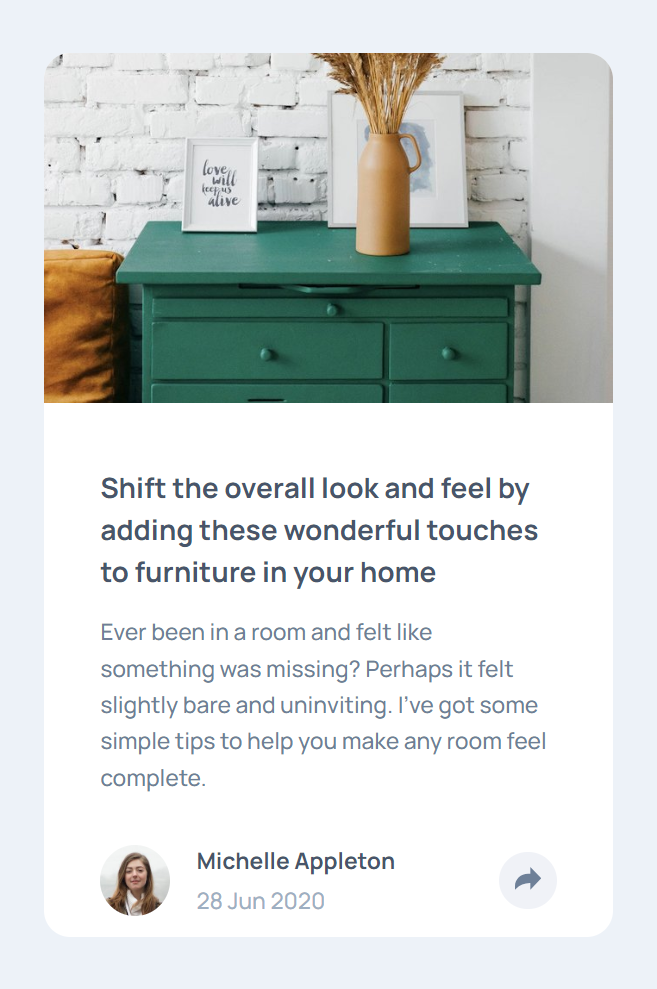 love
will
keep us
alive
Shift the overall look and feel by
adding these wonderful touches
to furniture in your home
Ever been in a room and felt like
something was missing? Perhaps it felt
slightly bare and uninviting. I’ve got some
simple tips to help you make any room feel
complete.
Michelle Appleton
28 Jun 2020